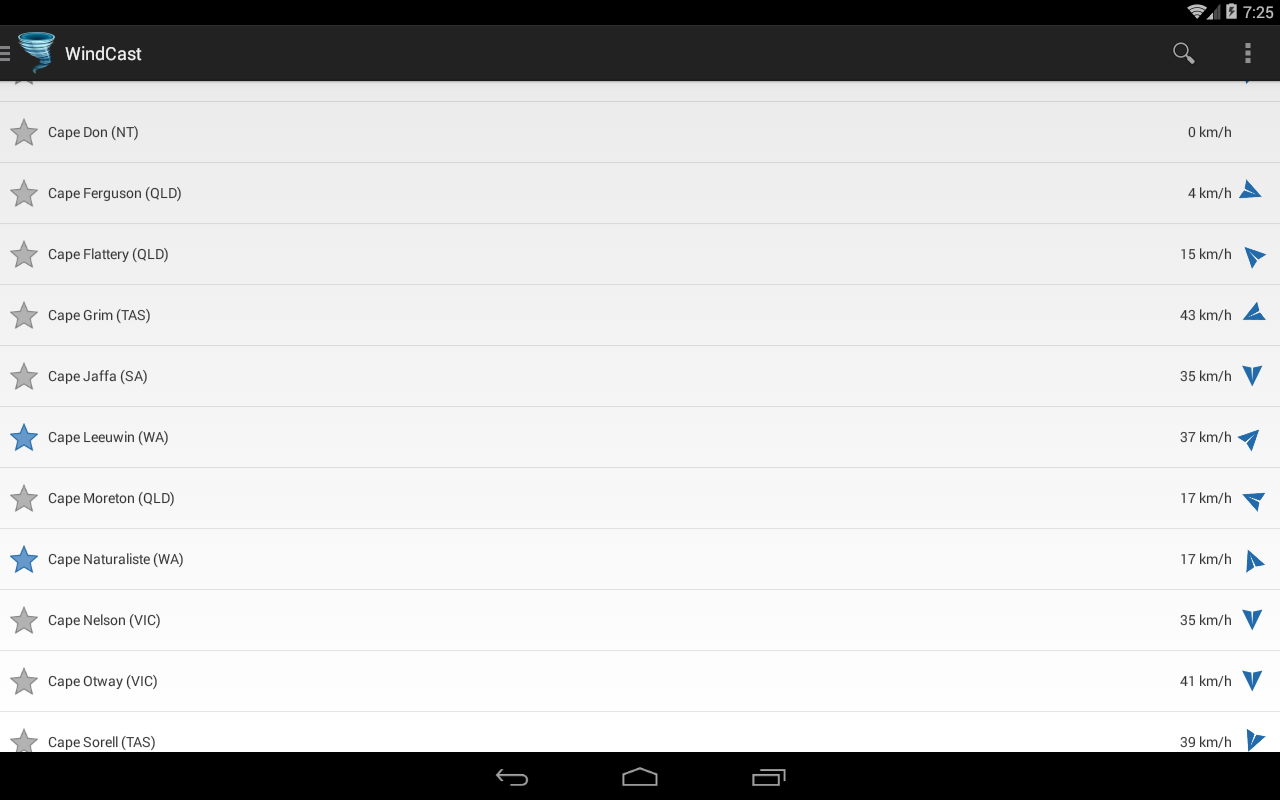 7:25
WindCast
Cape Don (NT) 0 km/h
Cape Ferguson (QLD) 4 km/h
Cape Flattery (QLD) 15 km/h
Cape Grim (TAS) 43 km/h
Cape Jaffa (SA) 35 km/h
Cape Leeuwin (WA) 37 km/h
Cape Moreton (QLD) 17 km/h
Cape Naturaliste (WA) 17 km/h
Cape Nelson (VIC) 35 km/h
Cape Otway (VIC) 41 km/h
Cape Sorell (TAS) 39 km/h